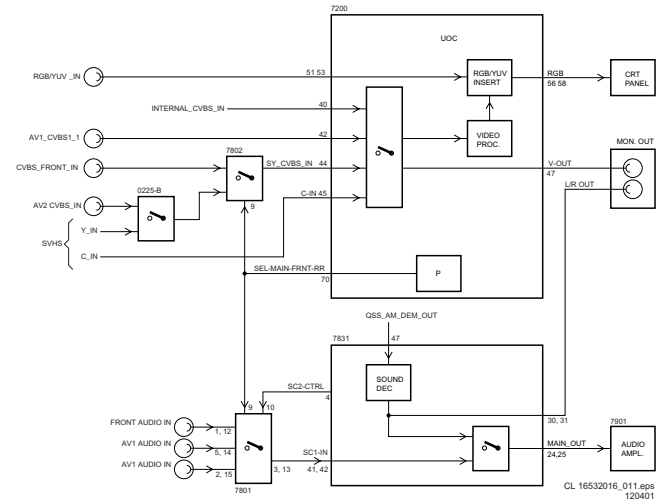 7200
UOC
RGB/YUV _IN
51 53
RGB/YUV
INSERT
RGB
56 58
CRT
PANEL
INTERNAL_CVBS_IN
40
AV1_CVBS1_1
42
VIDEO
PROC.
MON. OUT
7802
CVBS_FRONT_IN
SY_CVBS_IN 44
V-OUT
47
0225-B
L/R OUT
C-IN 45
AV2 CVBS_IN
9
Y_IN
SVHS
C_IN
SEL-MAIN-FRNT-RR
70
P
QSS_AM_DEM_OUT
7831
47
SOUND
DEC
SC2-CTRL
4
9
10
30, 31
FRONT AUDIO IN
1, 12
7901
AV1 AUDIO IN
5, 14
SC1-IN
41, 42
3, 13
MAIN_OUT
24,25
AUDIO
AMPL.
AV1 AUDIO IN
2, 15
7801
CL 16532016_011.eps
120401